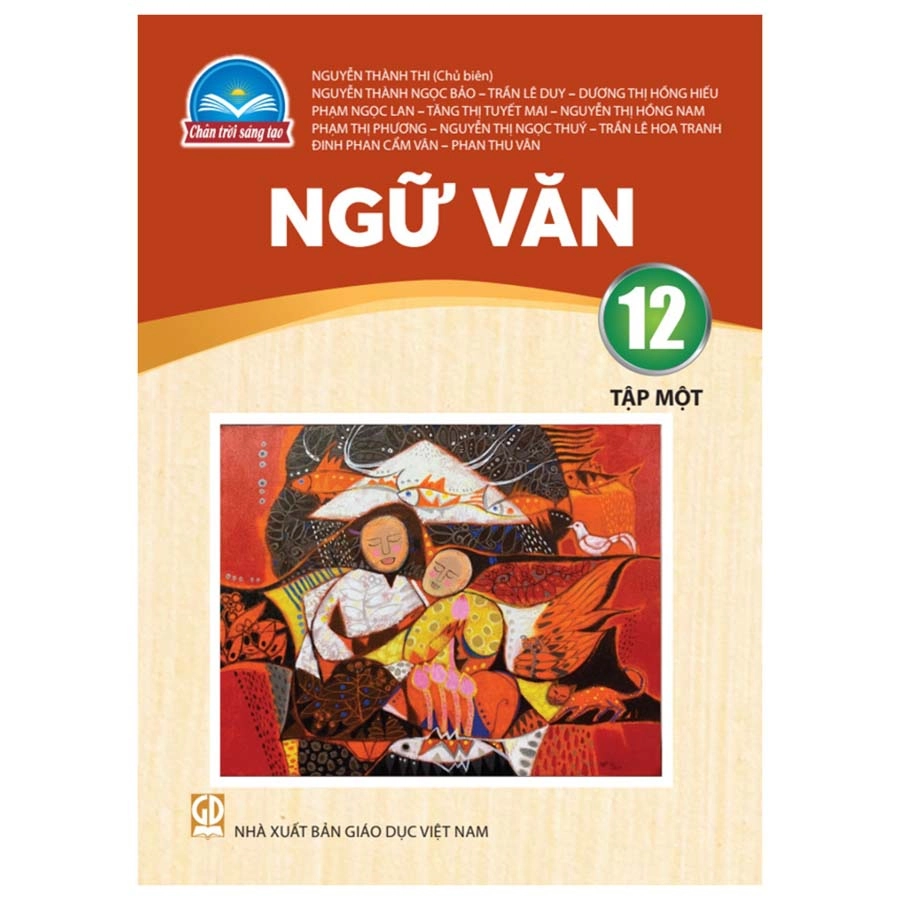 NGUYỄN THÀNH THI (Chủ biên)
NGUYỄN THÀNH NGỌC BẢO – TRẦN LÊ DUY – DƯƠNG THỊ HỒNG HIẾU
PHẠM NGỌC LAN – TĂNG THỊ TUYẾT MAI – NGUYỄN THỊ HỒNG NAM
PHẠM THỊ PHƯƠNG – NGUYỄN THỊ NGỌC THUÝ – TRẦN LÊ HOA TRANH
ĐINH PHAN CẨM VÂN – PHAN THU VÂN
Chân trời sáng tạo
NGỮ VĂN
12
TẬP MỘT
GD
NHÀ XUẤT BẢN GIÁO DỤC VIỆT NAM